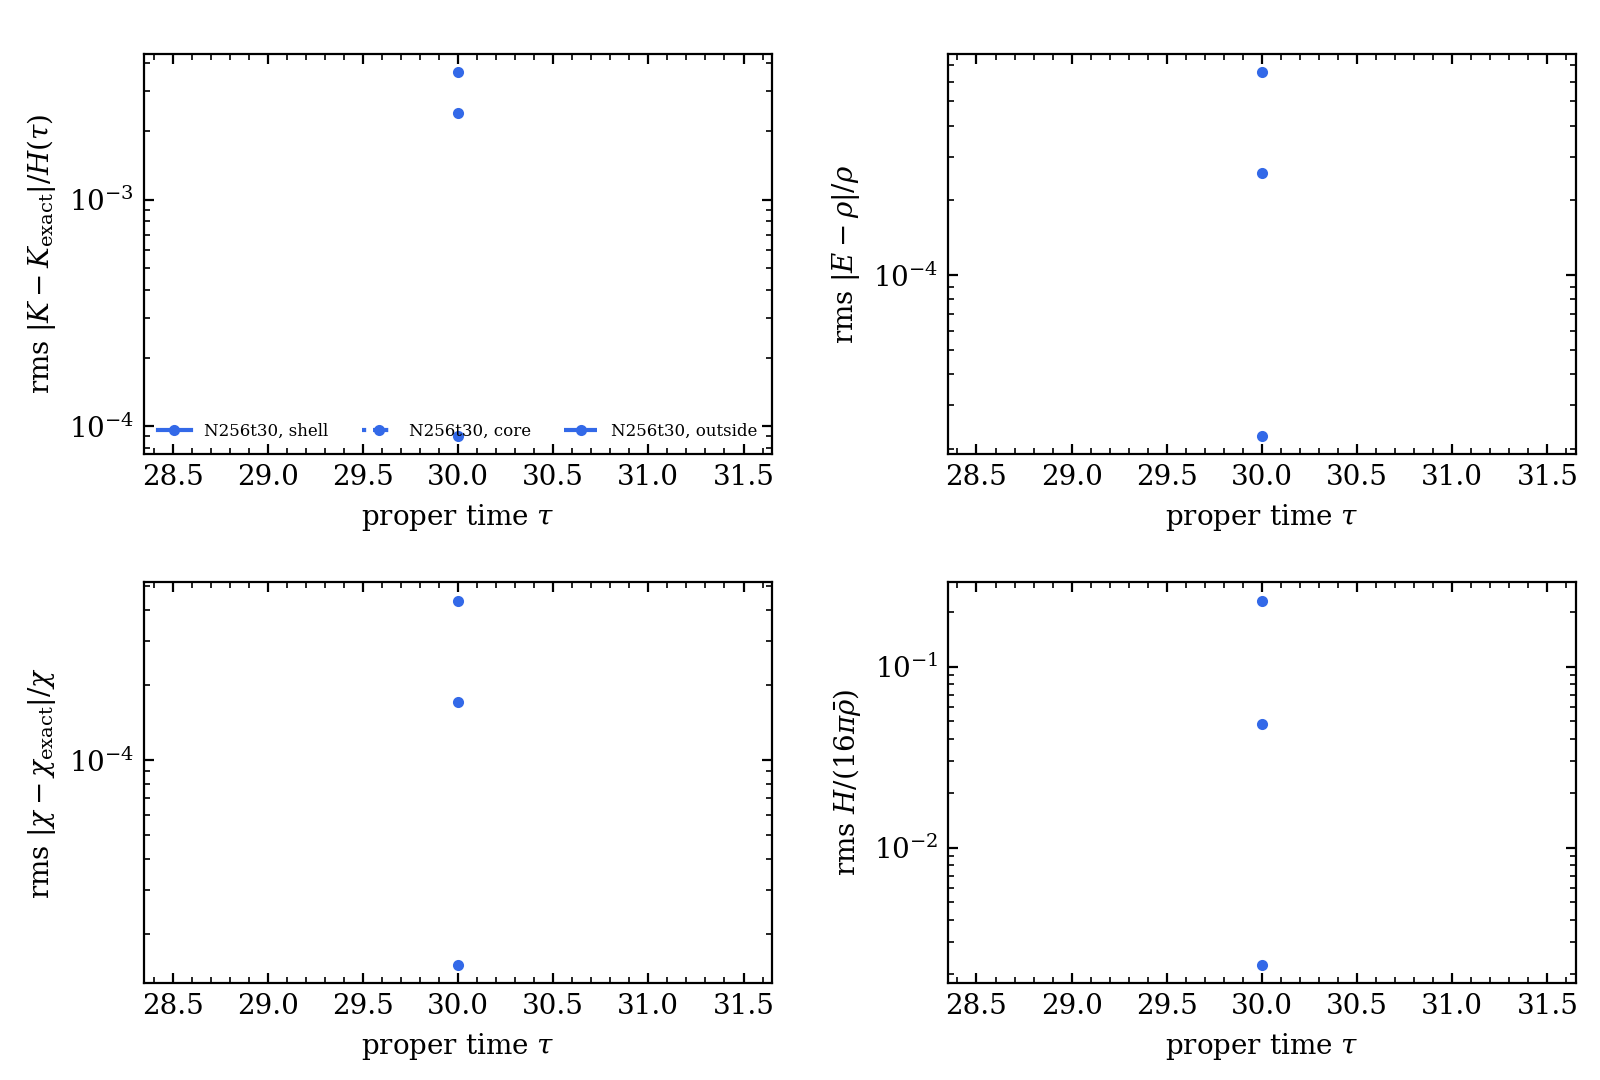 rms |K − K_exact|/H(τ)
10⁻³
10⁻⁴
N256t30, shell N256t30, core N256t30, outside
28.5 29.0 29.5 30.0 30.5 31.0 31.5
proper time τ
rms |E − ρ|/ρ
10⁻⁴
28.5 29.0 29.5 30.0 30.5 31.0 31.5
proper time τ
rms |χ − χ_exact|/χ
10⁻⁴
28.5 29.0 29.5 30.0 30.5 31.0 31.5
proper time τ
rms H/(16πρ̄)
10⁻¹
10⁻²
28.5 29.0 29.5 30.0 30.5 31.0 31.5
proper time τ